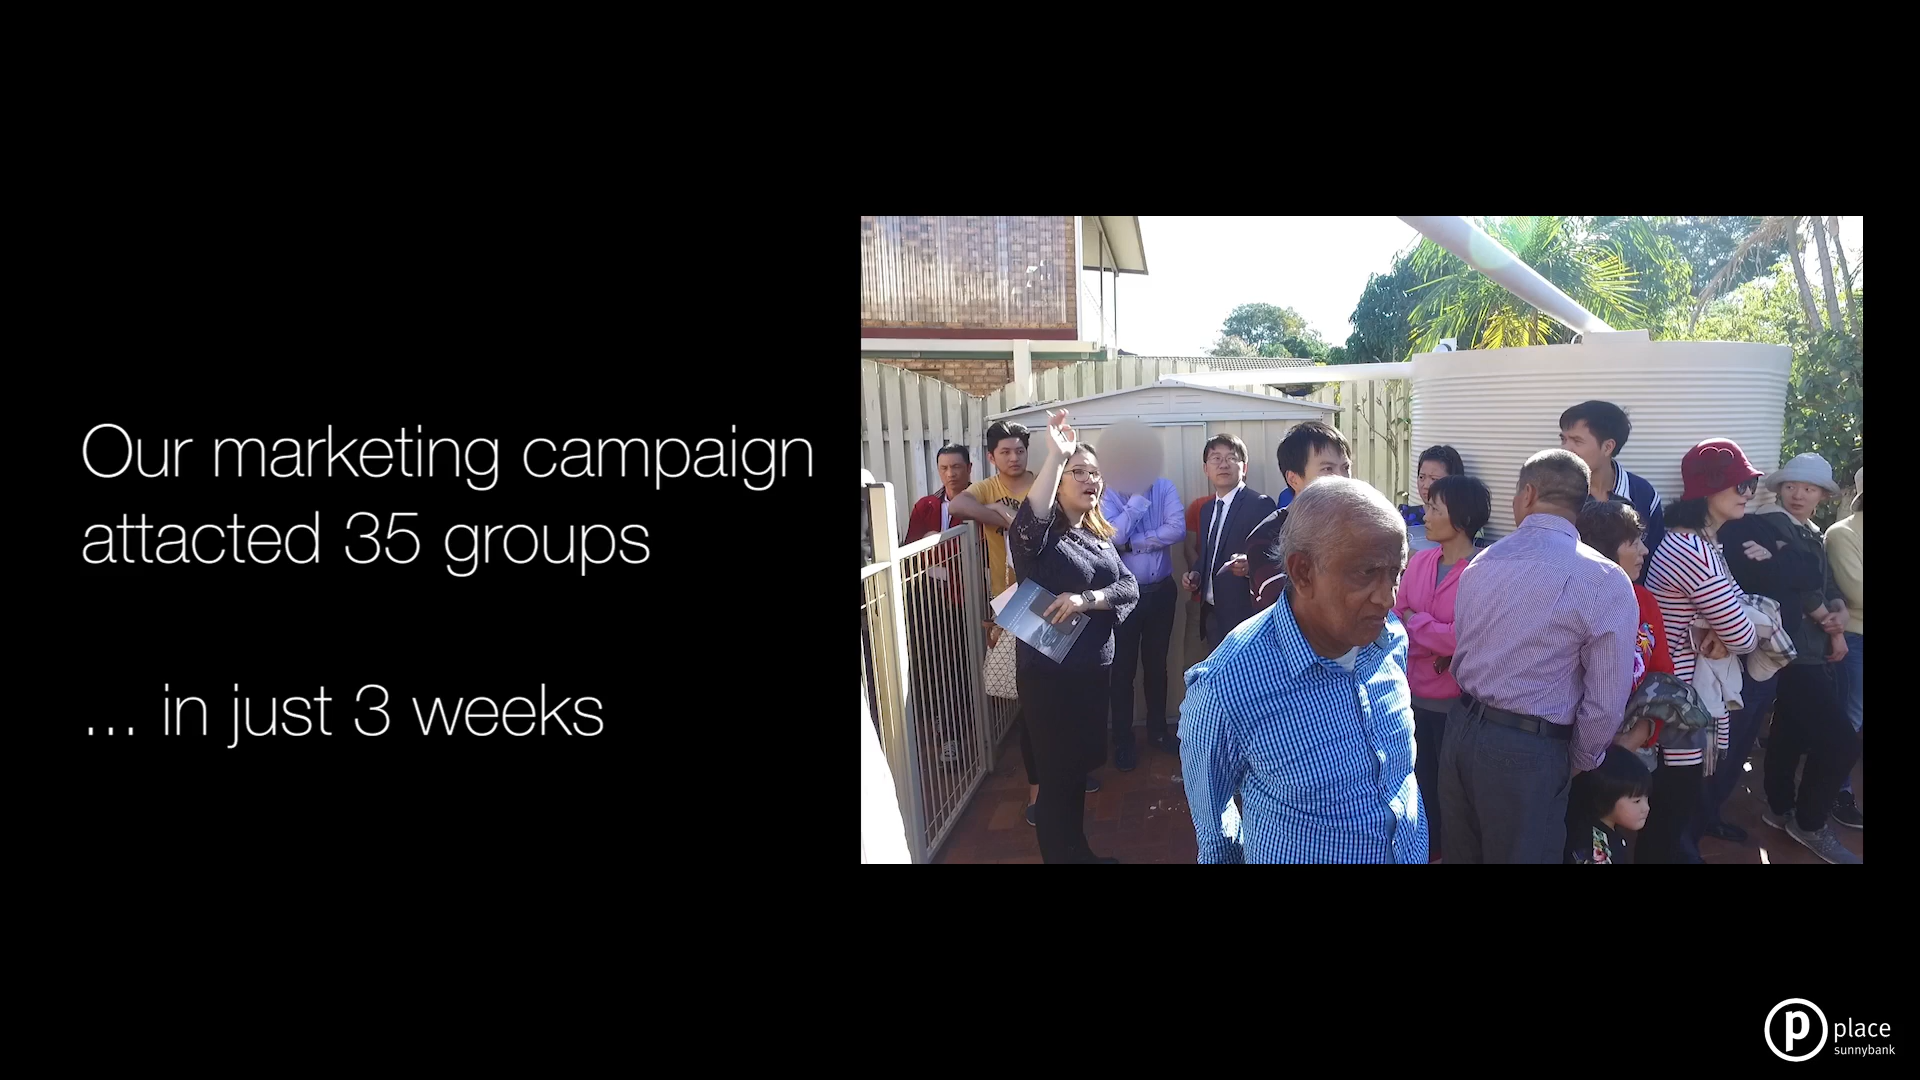 Our marketing campaign
attacted 35 groups
... in just 3 weeks
place
sunnybank